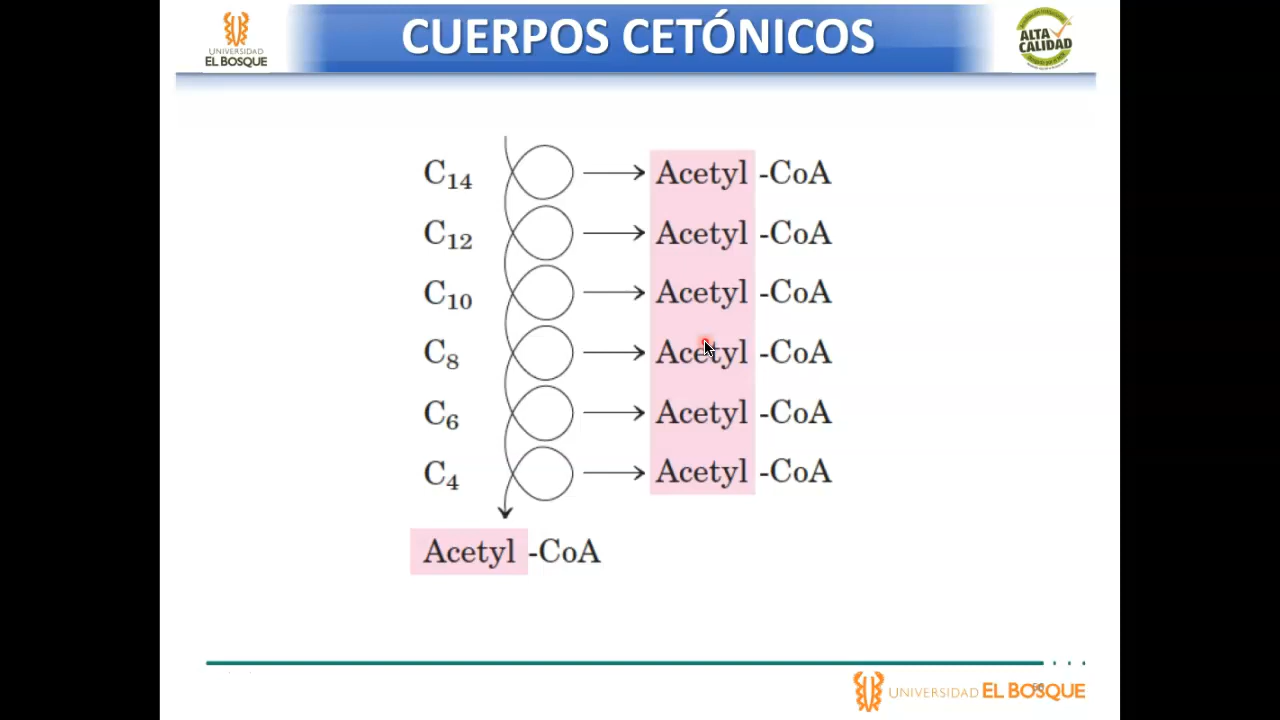 UNIVERSIDAD
EL BOSQUE
CUERPOS CETÓNICOS
ALTA
CALIDAD
C₁₄ Acetyl -CoA
C₁₂ Acetyl -CoA
C₁₀ Acetyl -CoA
C₈ Acetyl -CoA
C₆ Acetyl -CoA
C₄ Acetyl -CoA
Acetyl -CoA
UNIVERSIDAD EL BOSQUE